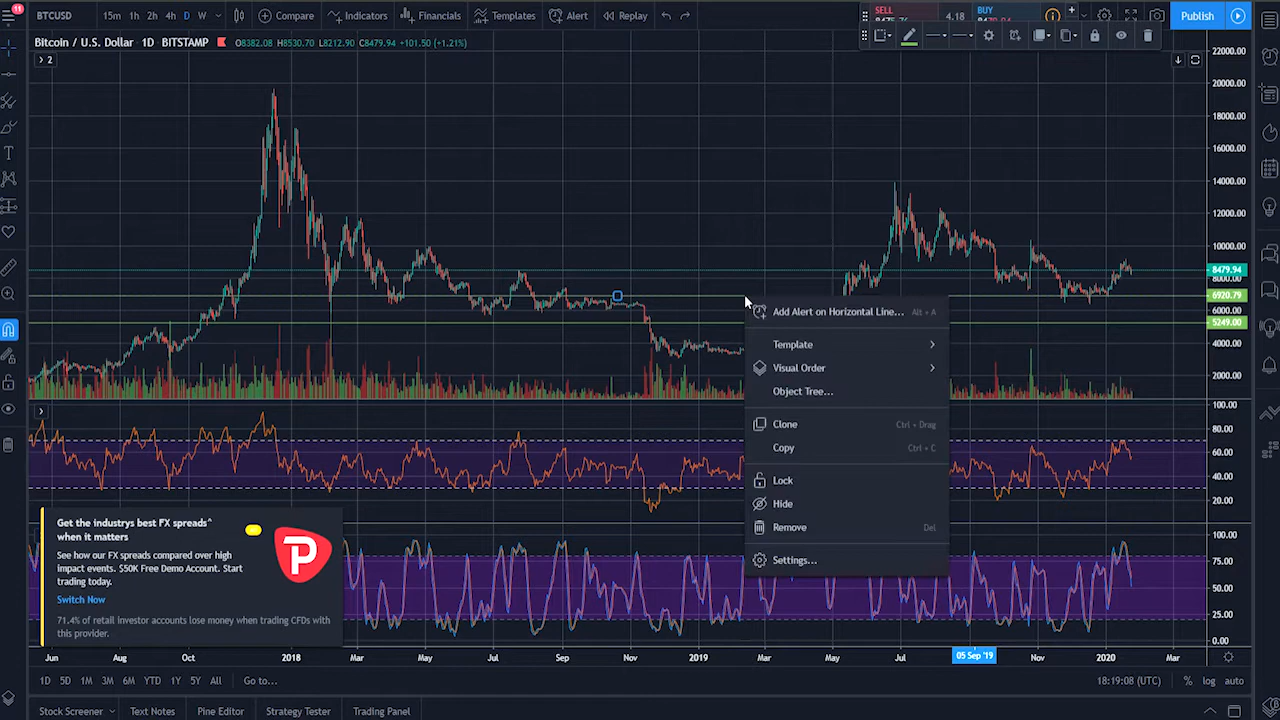 11
BTCUSD
15m 1h 2h 4h D W
Compare
Indicators
Financials
Templates
Alert
Replay
SELL
4.18
BUY
Publish
Bitcoin / U.S. Dollar · 1D · BITSTAMP
O8382.08 H8530.70 L8212.90 C8479.94 +101.50 (+1.21%)
2
22000.00
20000.00
18000.00
16000.00
14000.00
12000.00
10000.00
8479.94
8000.00
6920.79
6000.00
5249.00
4000.00
2000.00
Add Alert on Horizontal Line... Alt + A
Template
Visual Order
Object Tree...
Clone Ctrl + Drag
Copy Ctrl + C
Lock
Hide
Remove Del
Settings...
100.00
80.00
60.00
40.00
20.00
100.00
75.00
50.00
25.00
0.00
Get the industrys best FX spreads^
when it matters
See how our FX spreads compared over high
impact events. $50K Free Demo Account. Start
trading today.
Switch Now
71.4% of retail investor accounts lose money when trading CFDs with
this provider.
P
Jun Aug Oct 2018 Mar May Jul Sep Nov 2019 Mar May Jul 05 Sep '19 Nov 2020 Mar
1D 5D 1M 3M 6M YTD 1Y 5Y All Go to...
18:19:08 (UTC) % log auto
Stock Screener Text Notes Pine Editor Strategy Tester Trading Panel